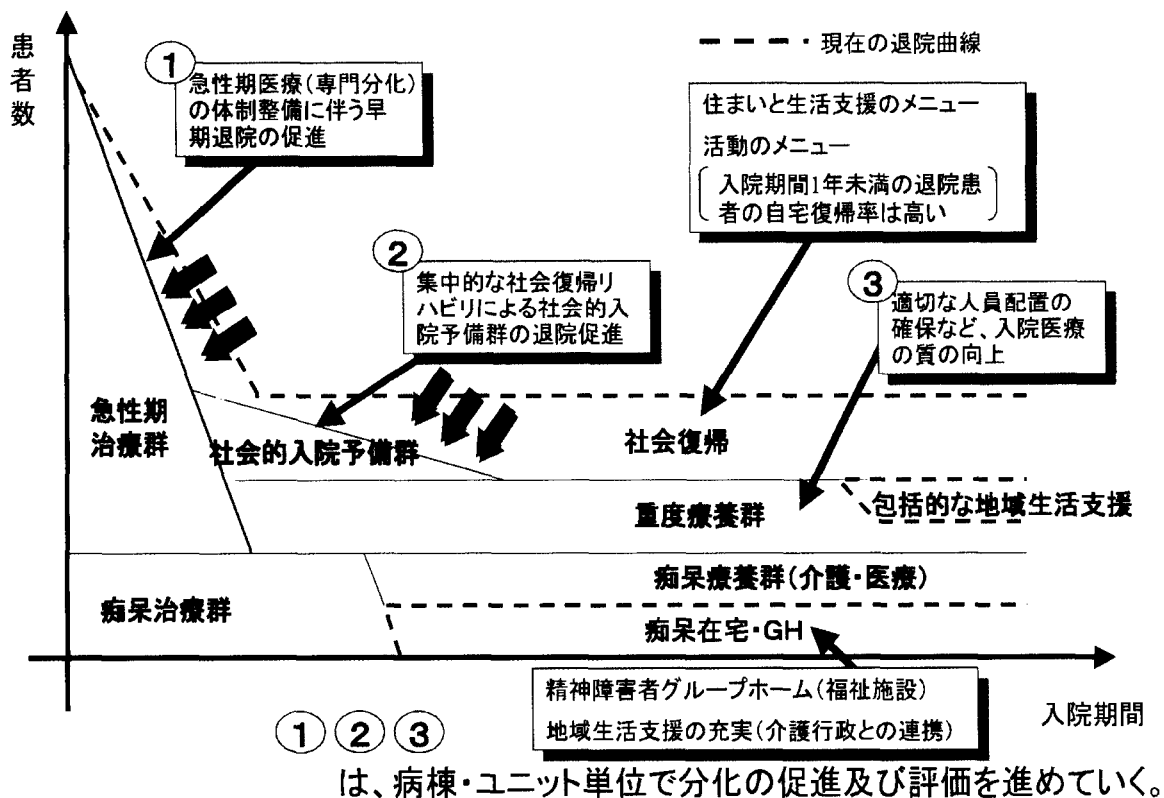 患
者
数
現在の退院曲線
①
急性期医療(専門分化)
の体制整備に伴う早
期退院の促進
住まいと生活支援のメニュー
活動のメニュー
入院期間1年未満の退院患
者の自宅復帰率は高い
②
集中的な社会復帰リ
ハビリによる社会的入
院予備群の退院促進
③
適切な人員配置の
確保など、入院医療
の質の向上
急性期
治療群
社会的入院予備群
社会復帰
重度療養群
包括的な地域生活支援
痴呆療養群(介護・医療)
痴呆治療群
痴呆在宅・GH
精神障害者グループホーム(福祉施設)
地域生活支援の充実(介護行政との連携)
入院期間
① ② ③
は、病棟・ユニット単位で分化の促進及び評価を進めていく。